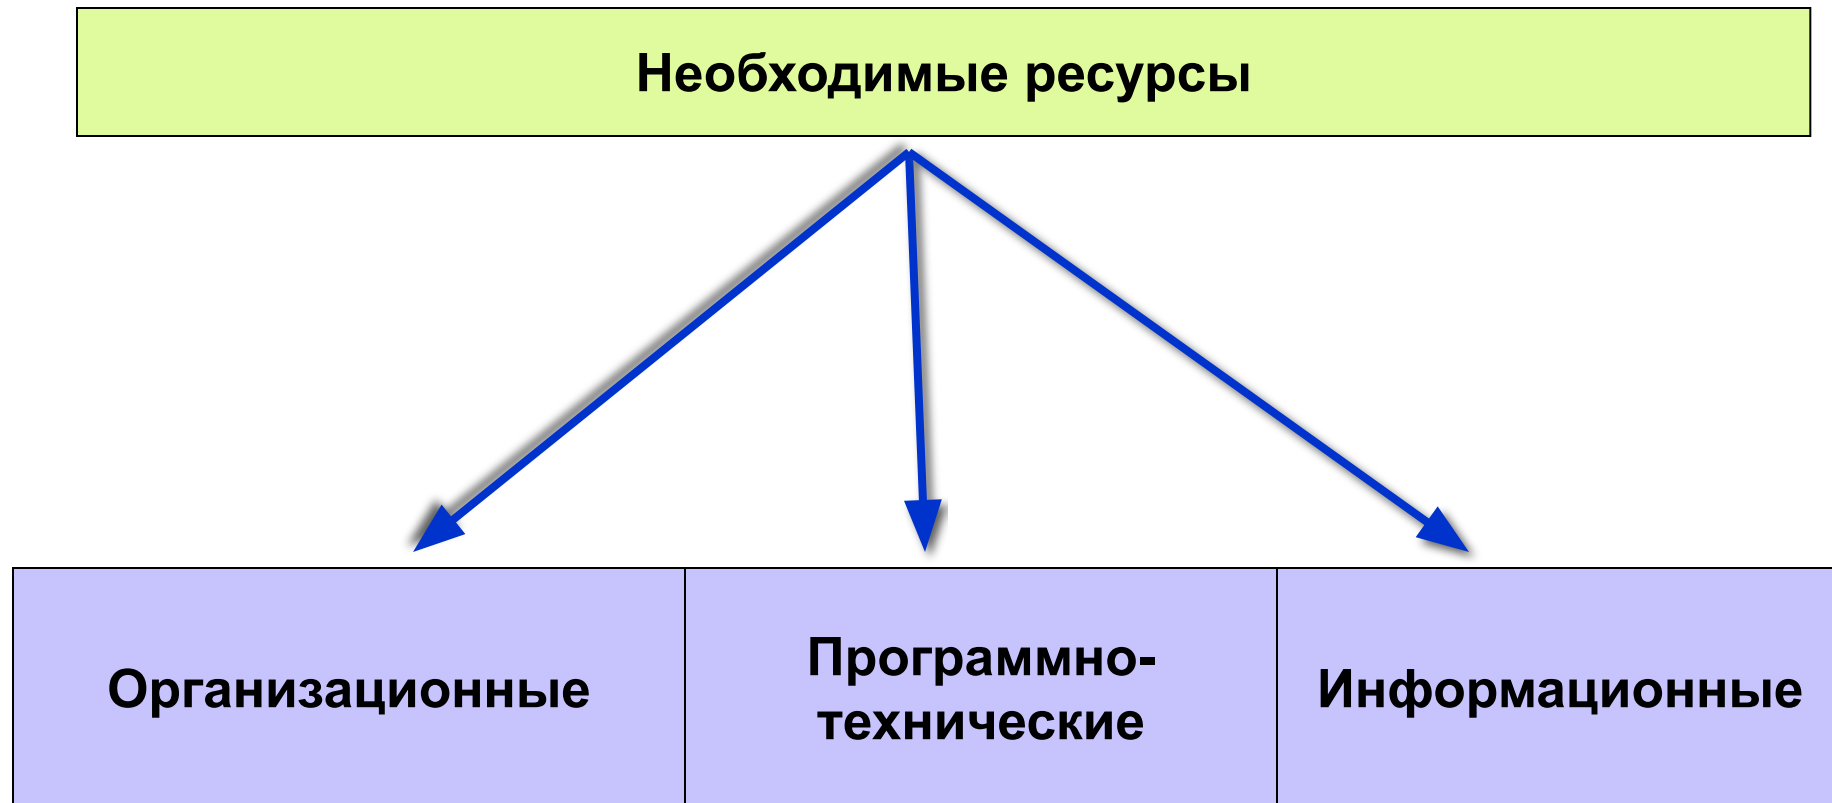 Необходимые ресурсы
Организационные
Программно-
технические
Информационные